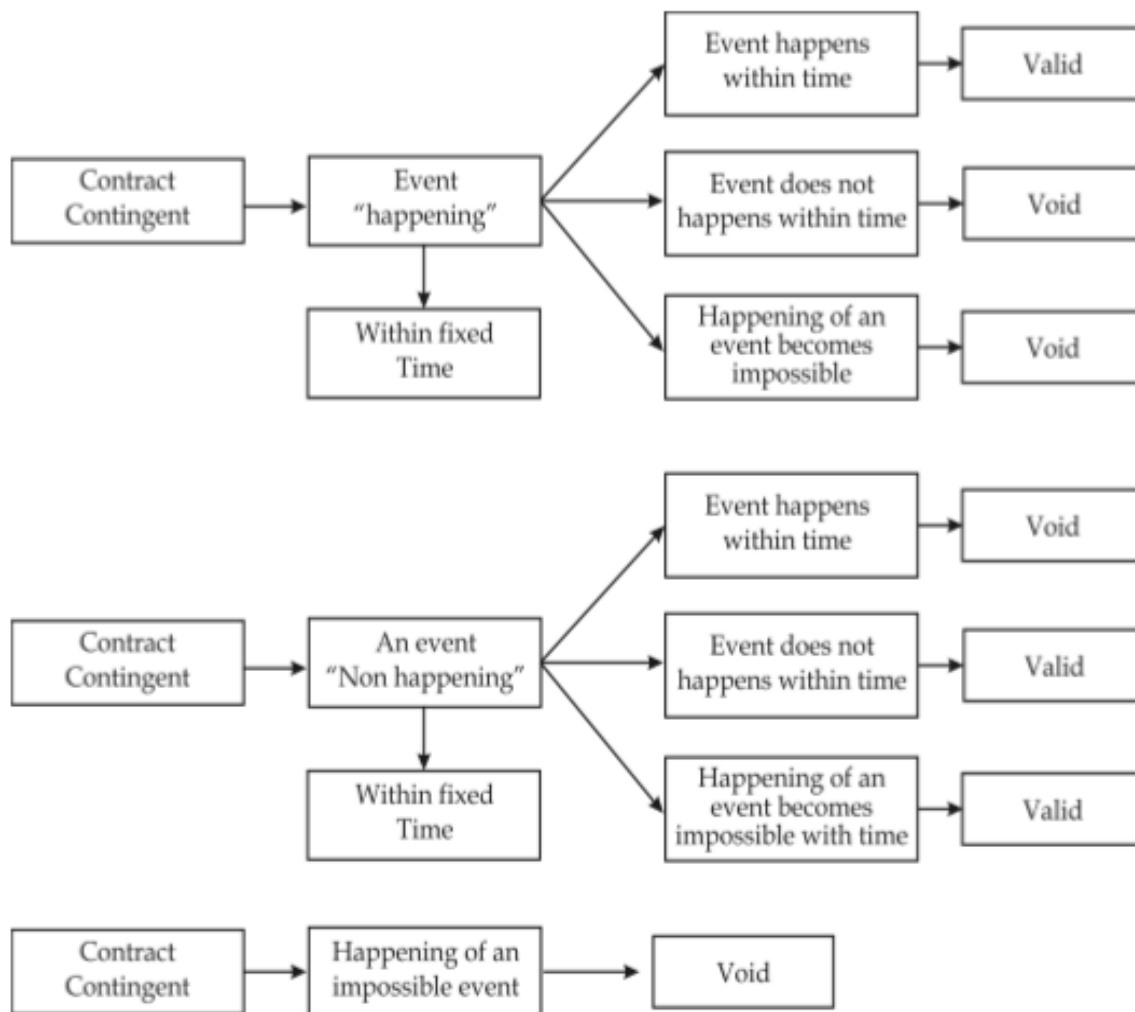 Event happens
within time
Valid
Contract
Contingent
Event
“happening”
Event does not
happens within time
Void
Within fixed
Time
Happening of an
event becomes
impossible
Void
Event happens
within time
Void
Contract
Contingent
An event
“Non happening”
Event does not
happens within time
Valid
Within fixed
Time
Happening of an
event becomes
impossible with time
Valid
Contract
Contingent
Happening of an
impossible event
Void